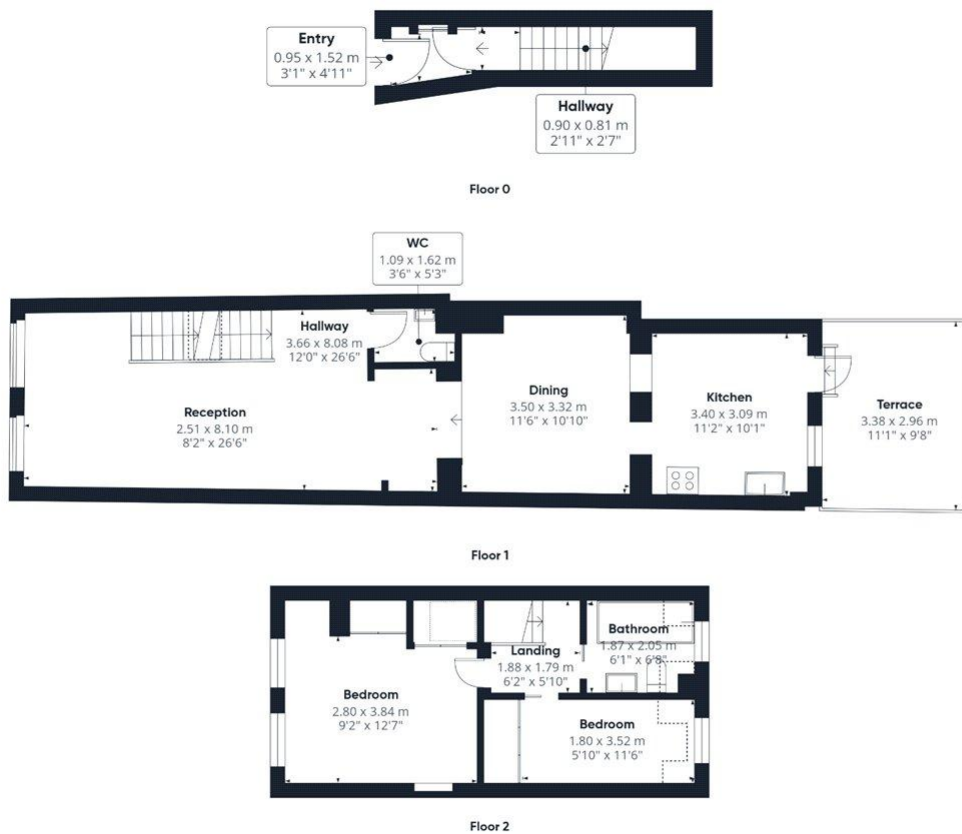 Entry
0.95 x 1.52 m
3'1" x 4'11"
Hallway
0.90 x 0.81 m
2'11" x 2'7"
Floor 0
WC
1.09 x 1.62 m
3'6" x 5'3"
Hallway
3.66 x 8.08 m
12'0" x 26'6"
Reception
2.51 x 8.10 m
8'2" x 26'6"
Dining
3.50 x 3.32 m
11'6" x 10'10"
Kitchen
3.40 x 3.09 m
11'2" x 10'1"
Terrace
3.38 x 2.96 m
11'1" x 9'8"
Floor 1
Bedroom
2.80 x 3.84 m
9'2" x 12'7"
Landing
1.88 x 1.79 m
6'2" x 5'10"
Bathroom
1.87 x 2.05 m
6'1" x 6'8"
Bedroom
1.80 x 3.52 m
5'10" x 11'6"
Floor 2